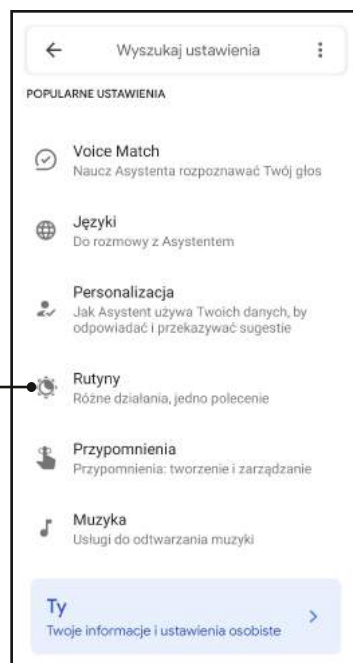 Wyszukaj ustawienia
POPULARNE USTAWIENIA
Voice Match
Naucz Asystenta rozpoznawać Twój głos
Języki
Do rozmowy z Asystentem
Personalizacja
Jak Asystent używa Twoich danych, by
odpowiadać i przekazywać sugestie
Rutyny
Różne działania, jedno polecenie
Przypomnienia
Przypomnienia: tworzenie i zarządzanie
Muzyka
Usługi do odtwarzania muzyki
Ty
Twoje informacje i ustawienia osobiste